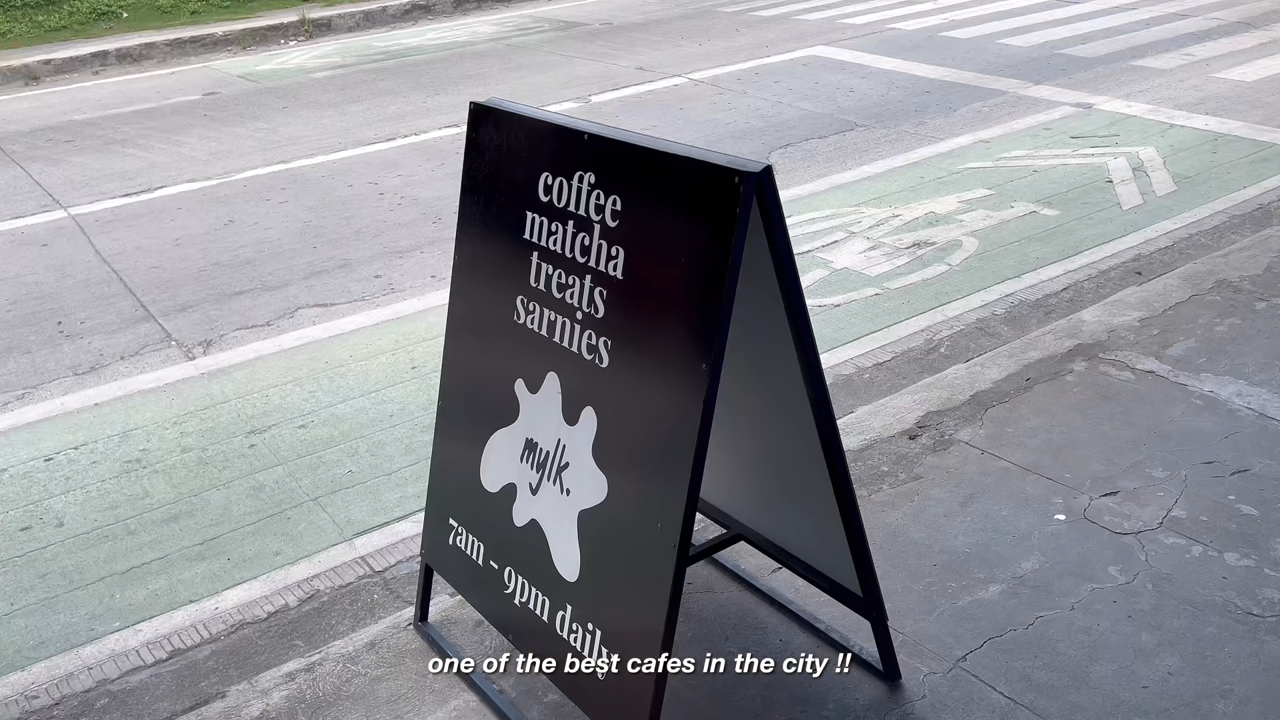 coffee
matcha
treats
sarnies
mylk.
7am - 9pm daily
one of the best cafes in the city !!